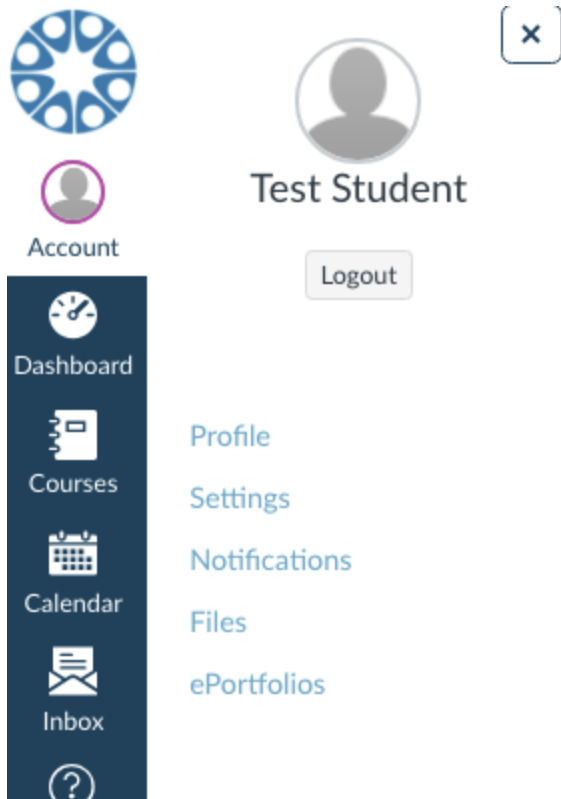 Account
Dashboard
Courses
Calendar
Inbox
Test Student
Logout
Profile
Settings
Notifications
Files
ePortfolios